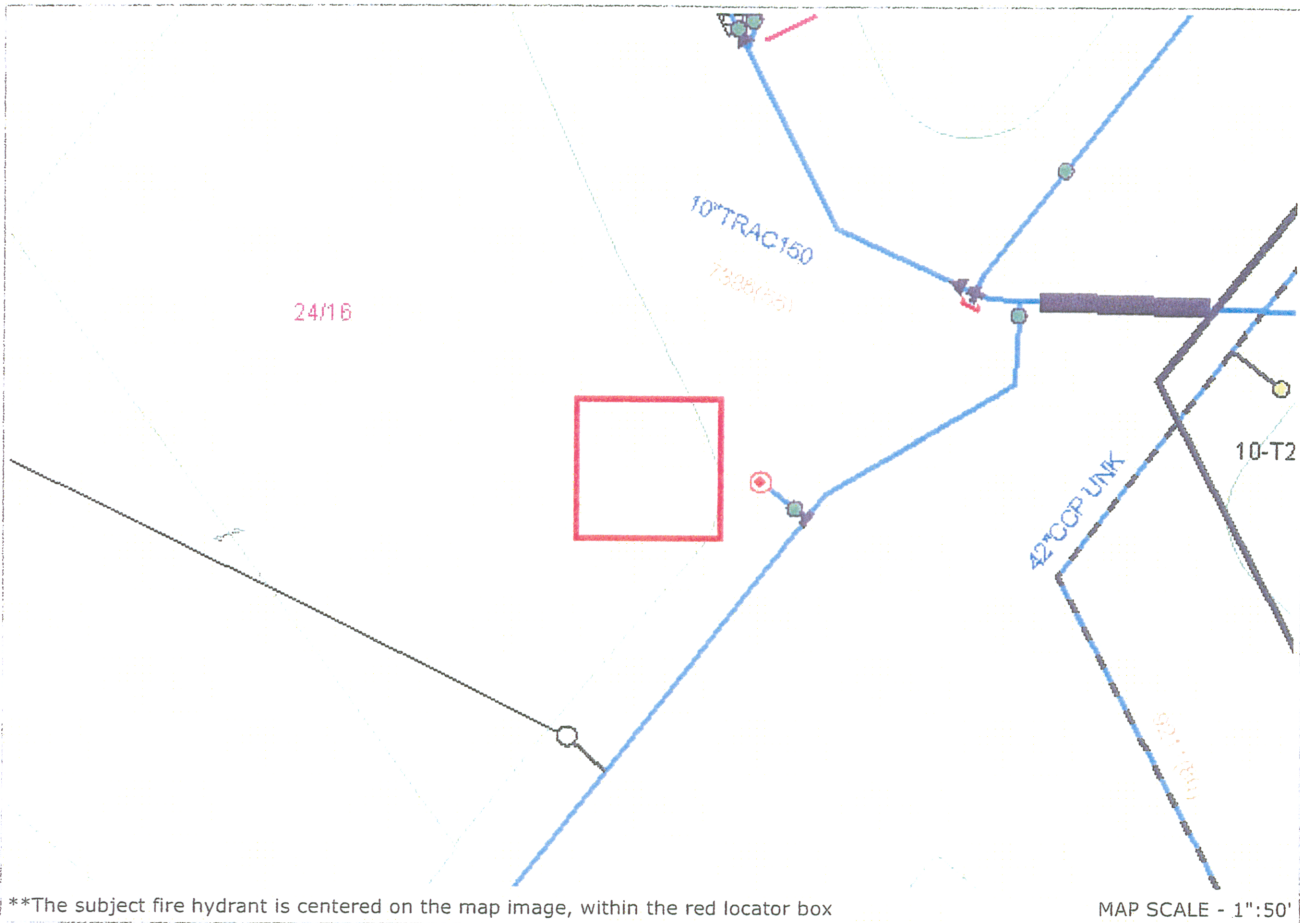 10"TRAC150
24/16
10-T2
42"CCP UNK
**The subject fire hydrant is centered on the map image, within the red locator box
MAP SCALE - 1":50'